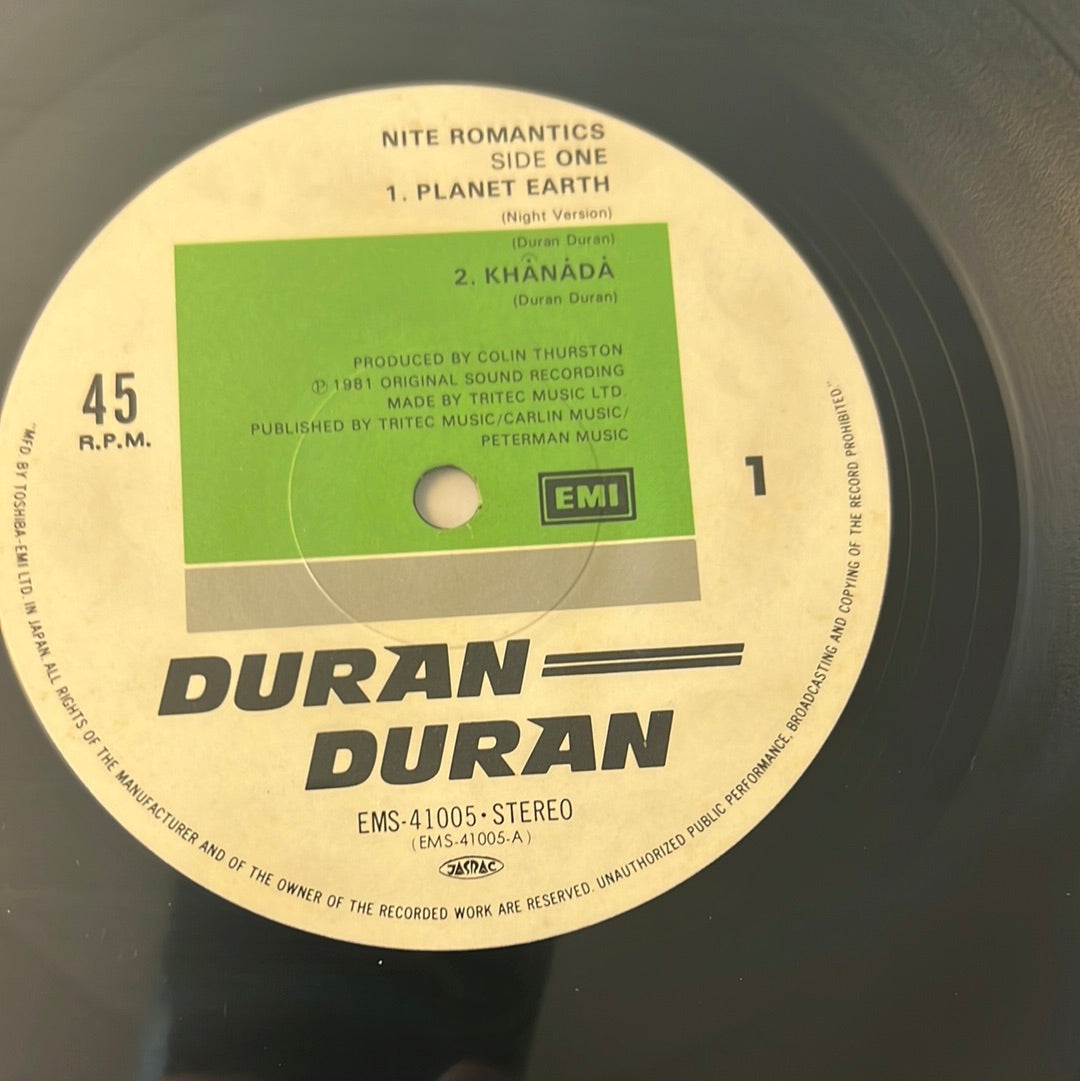 NITE ROMANTICS
SIDE ONE
1. PLANET EARTH
(Night Version)
(Duran Duran)
2. KHȦNȦDȦ
(Duran Duran)
PRODUCED BY COLIN THURSTON
Ⓟ 1981 ORIGINAL SOUND RECORDING
MADE BY TRITEC MUSIC LTD.
PUBLISHED BY TRITEC MUSIC/CARLIN MUSIC/
PETERMAN MUSIC
45
R.P.M.
EMI
1
DURAN
DURAN
EMS-41005·STEREO
(EMS-41005-A)
JASRAC
"MFD. BY TOSHIBA-EMI LTD. IN JAPAN. ALL RIGHTS OF THE MANUFACTURER AND OF THE OWNER OF THE RECORDED WORK ARE RESERVED. UNAUTHORIZED PUBLIC PERFORMANCE, BROADCASTING AND COPYING OF THE RECORD PROHIBITED."